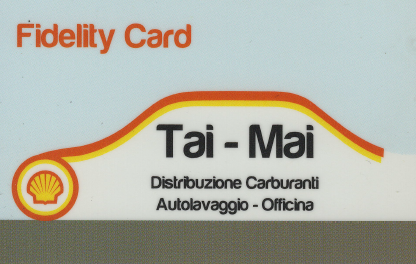 Fidelity Card
Tai - Mai
Distribuzione Carburanti
Autolavaggio - Officina